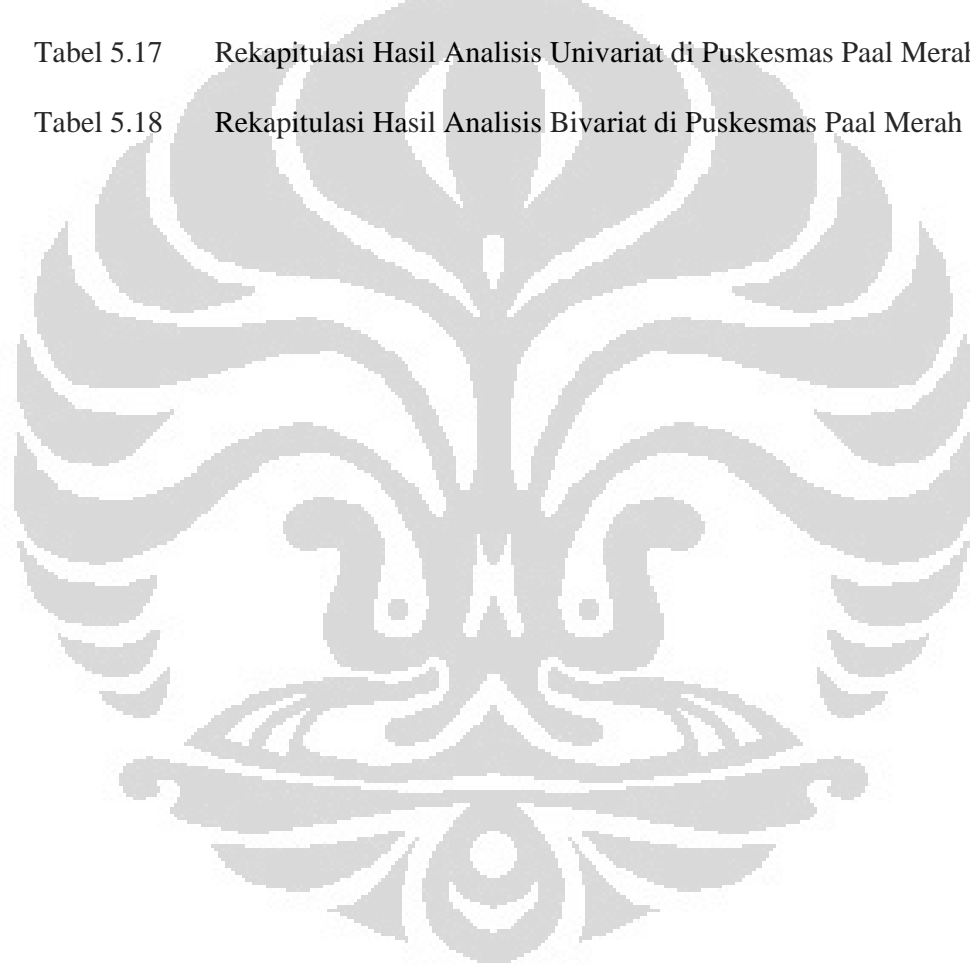 Tabel 5.17 Rekapitulasi Hasil Analisis Univariat di Puskesmas Paal Merah
Tabel 5.18 Rekapitulasi Hasil Analisis Bivariat di Puskesmas Paal Merah